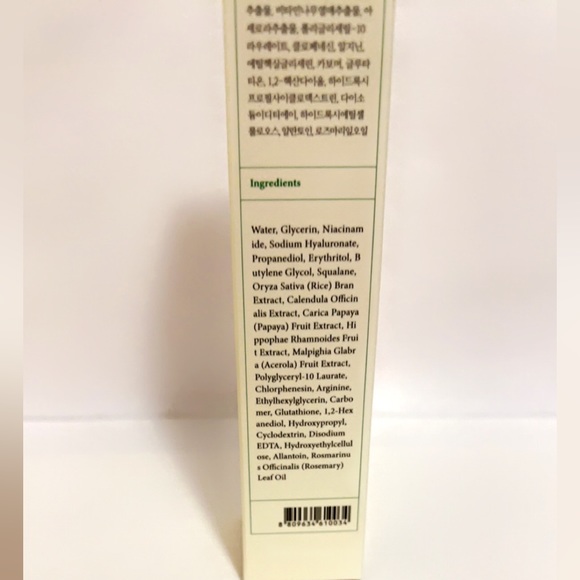 추출물, 비타민나무열매추출물, 아
세로라추출물, 폴리글리세릴-10
라우레이트, 클로페네신, 알지닌,
에틸헥실글리세린, 카보머, 글루타
티온, 1,2-헥산다이올, 하이드록시
프로필사이클로덱스트린, 다이소
듐이디티에이, 하이드록시에틸셀
룰로오스, 알란토인, 로즈마리잎오일
Ingredients
Water, Glycerin, Niacinam
ide, Sodium Hyaluronate,
Propanediol, Erythritol, B
utylene Glycol, Squalane,
Oryza Sativa (Rice) Bran
Extract, Calendula Officin
alis Extract, Carica Papaya
(Papaya) Fruit Extract, Hi
ppophae Rhamnoides Frui
t Extract, Malpighia Glabr
a (Acerola) Fruit Extract,
Polyglyceryl-10 Laurate,
Chlorphenesin, Arginine,
Ethylhexylglycerin, Carbo
mer, Glutathione, 1,2-Hex
anediol, Hydroxypropyl,
Cyclodextrin, Disodium
EDTA, Hydroxyethylcellul
ose, Allantoin, Rosmarinu
s Officinalis (Rosemary)
Leaf Oil
8 809634 610034